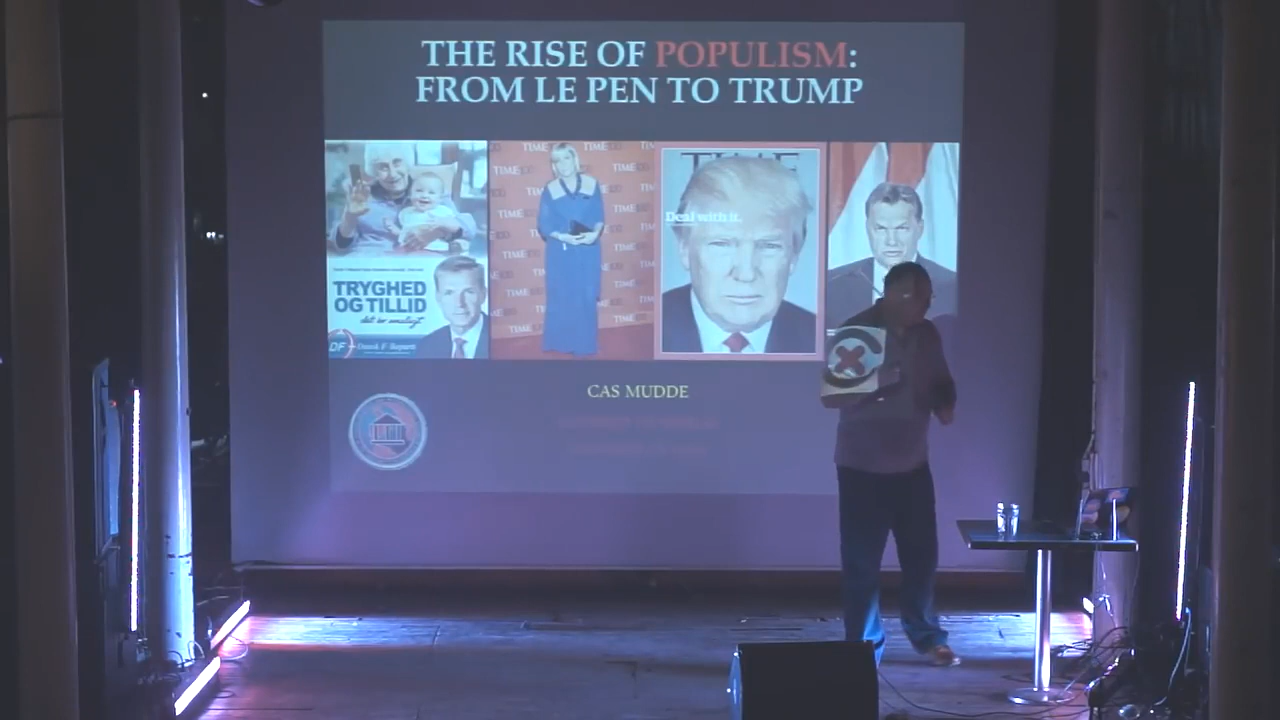 THE RISE OF POPULISM:
FROM LE PEN TO TRUMP
TIME
Deal with it.
TRYGHED
OG TILLID
DF
CAS MUDDE